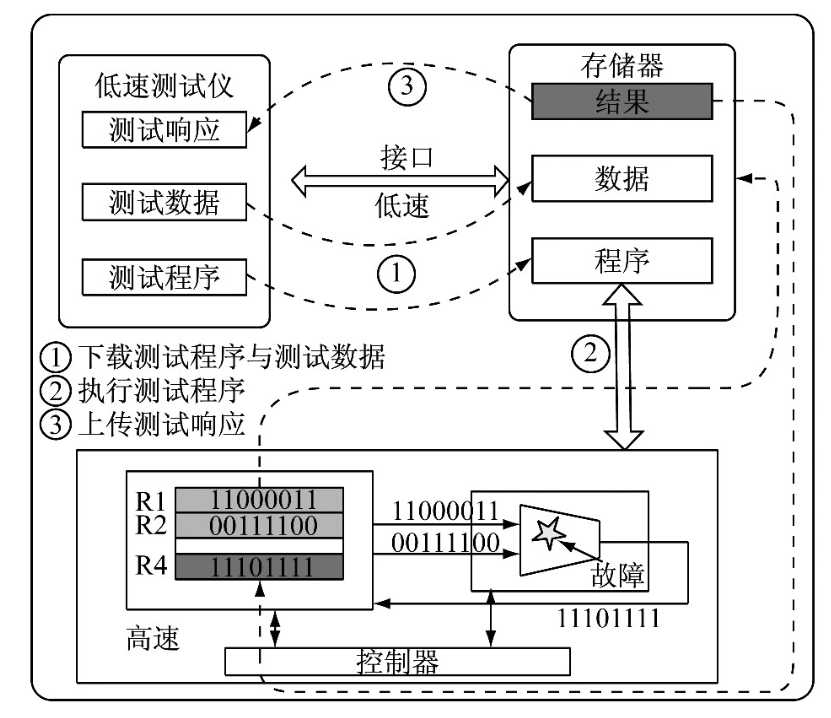 低速测试仪
测试响应
测试数据
测试程序
③
接口
低速
①
存储器
结果
数据
程序
②
①下载测试程序与测试数据
②执行测试程序
③上传测试响应
R1 11000011
R2 00111100
R4 11101111
高速
11000011
00111100
故障
11101111
控制器